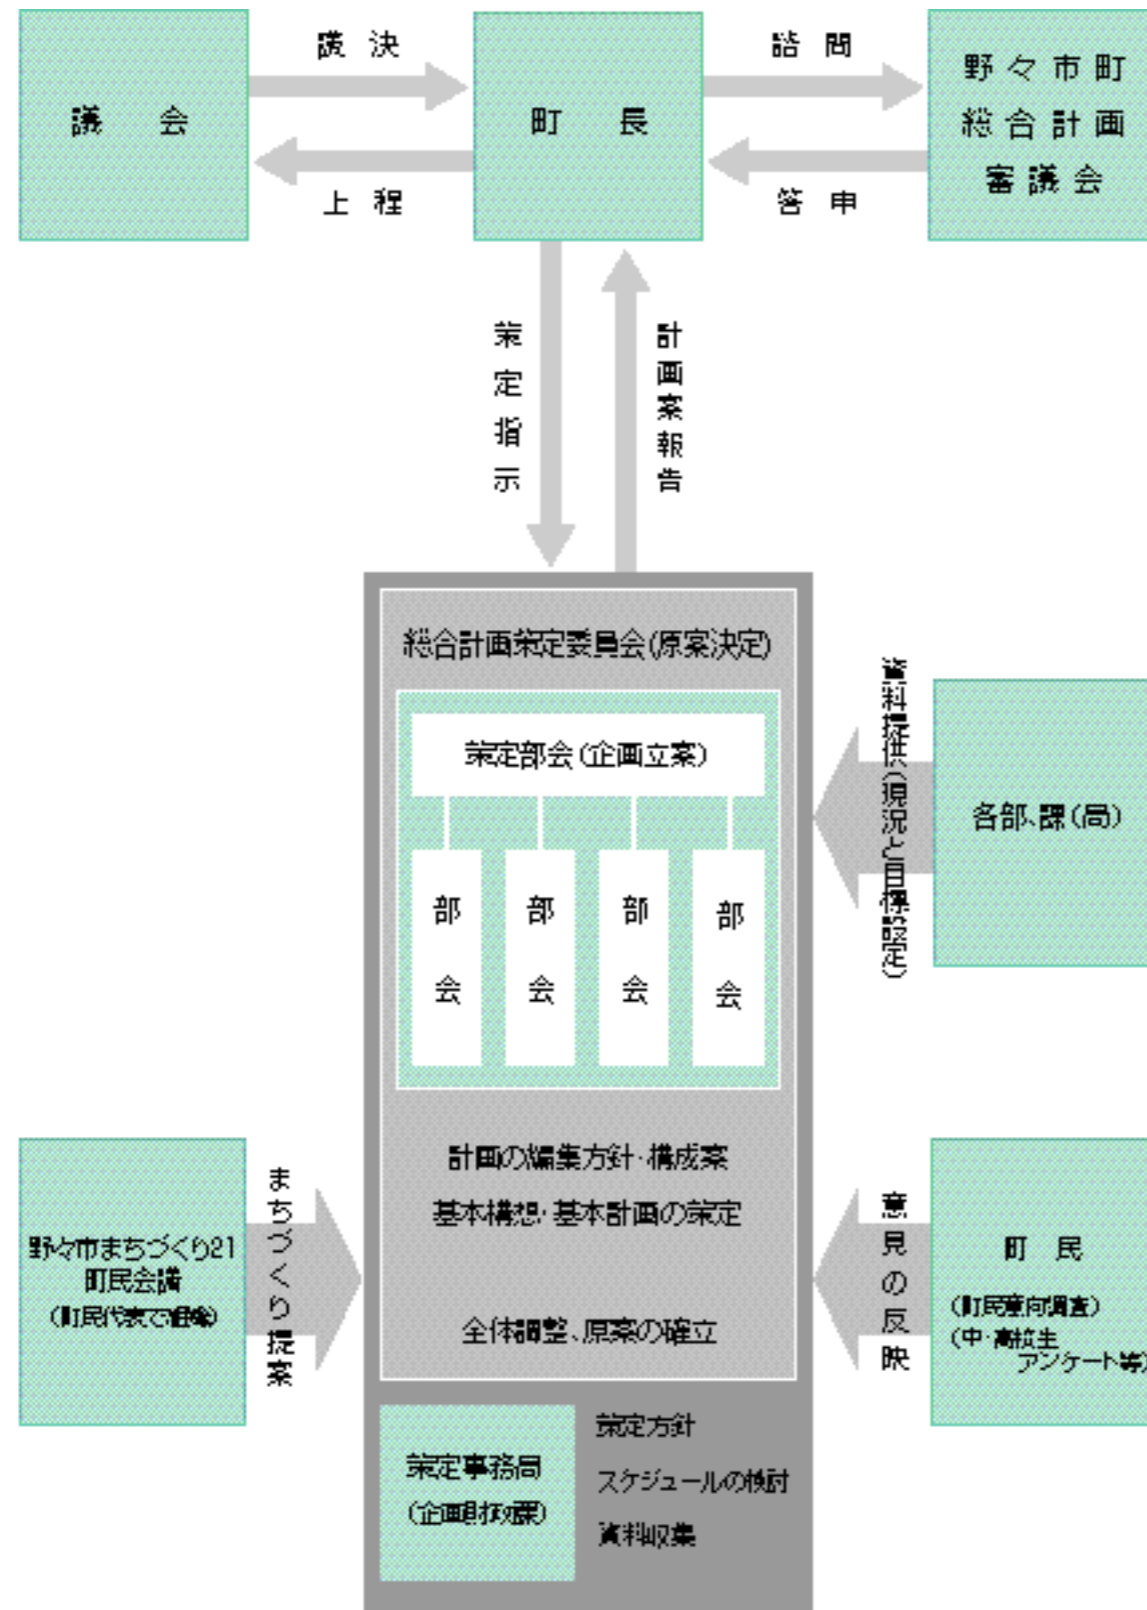 議決
諮問
議会
町長
野々市町
総合計画
審議会
上程
答申
策定指示
計画案報告
総合計画策定委員会(原案決定)
策定部会(企画立案)
部会
部会
部会
部会
資料提供(現況と目標設定)
各部、課(局)
計画の編集方針・構成案
基本構想・基本計画の策定
全体調整、原案の確立
野々市まちづくり21
町民会議
(町民代表で組織)
まちづくり提案
意見の反映
町民
(町民意向調査)
(中・高校生
アンケート等)
策定事務局
(企画財政課)
策定方針
スケジュールの検討
資料収集